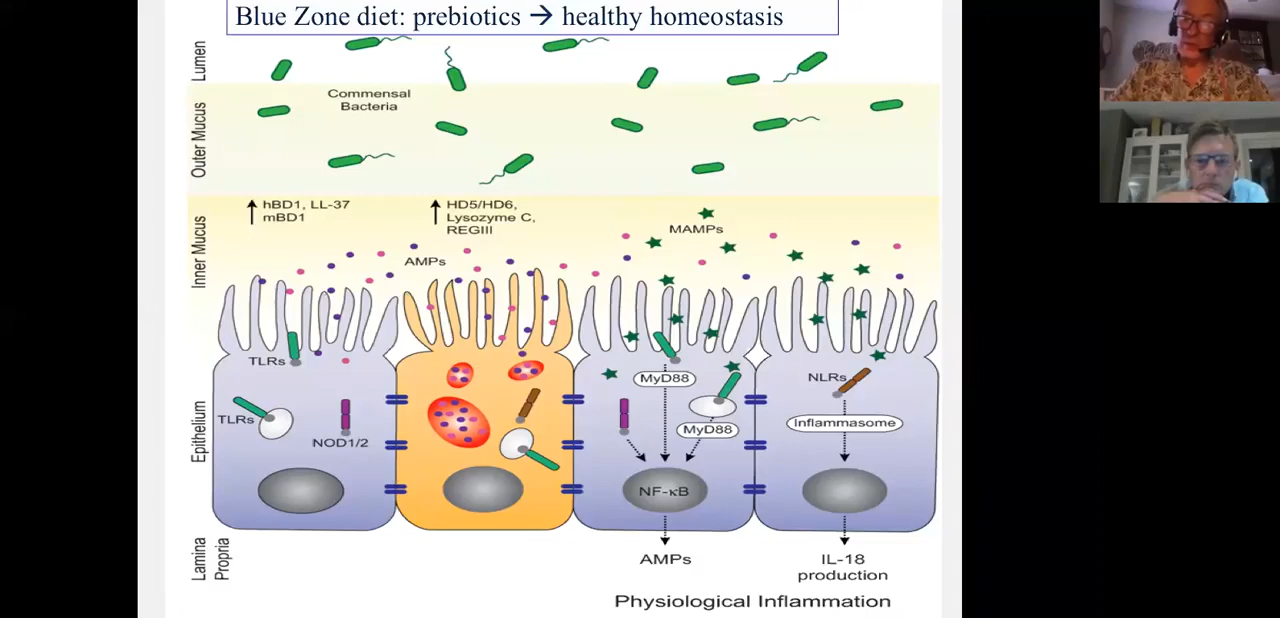 Blue Zone diet: prebiotics → healthy homeostasis
Lumen
Commensal
Bacteria
Outer Mucus
hBD1, LL-37
mBD1
HD5/HD6,
Lysozyme C,
REGIII
MAMPs
Inner Mucus
AMPs
TLRs
MyD88
NLRs
TLRs
NOD1/2
MyD88
Inflammasome
Epithelium
NF-κB
Lamina
Propria
AMPs
IL-18
production
Physiological Inflammation